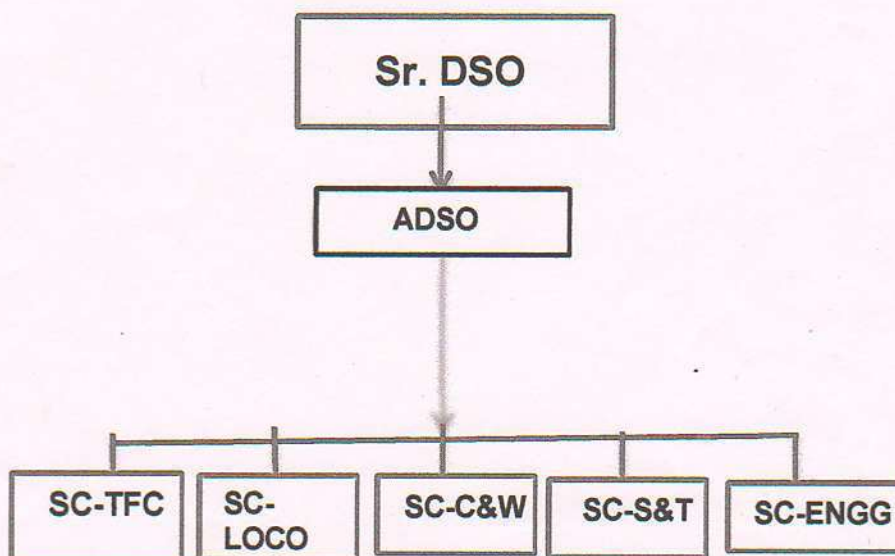 Sr. DSO
ADSO
SC-TFC
SC-
LOCO
SC-C&W
SC-S&T
SC-ENGG